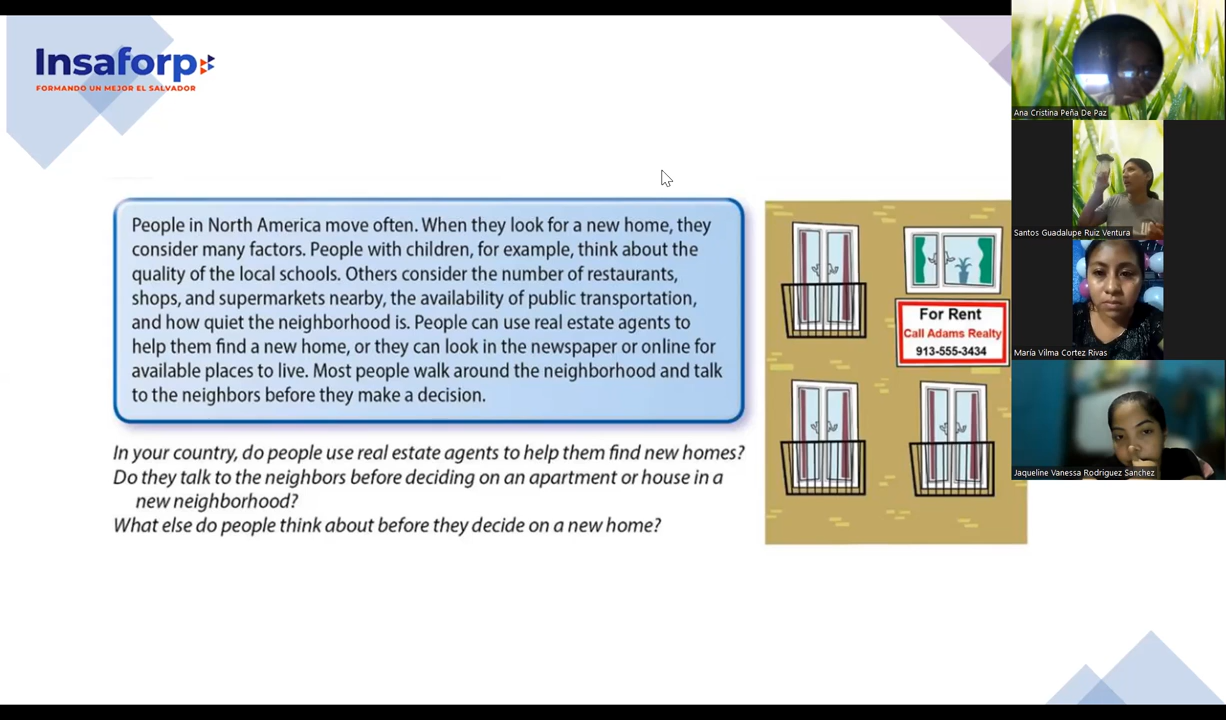 Insaforp
FORMANDO UN MEJOR EL SALVADOR
People in North America move often. When they look for a new home, they
consider many factors. People with children, for example, think about the
quality of the local schools. Others consider the number of restaurants,
shops, and supermarkets nearby, the availability of public transportation,
and how quiet the neighborhood is. People can use real estate agents to
help them find a new home, or they can look in the newspaper or online for
available places to live. Most people walk around the neighborhood and talk
to the neighbors before they make a decision.
In your country, do people use real estate agents to help them find new homes?
Do they talk to the neighbors before deciding on an apartment or house in a
new neighborhood?
What else do people think about before they decide on a new home?
For Rent
Call Adams Realty
913-555-3434
Ana Cristina Peña De Paz
Santos Guadalupe Ruiz Ventura
María Vilma Cortez Rivas
Jaqueline Vanessa Rodriguez Sanchez